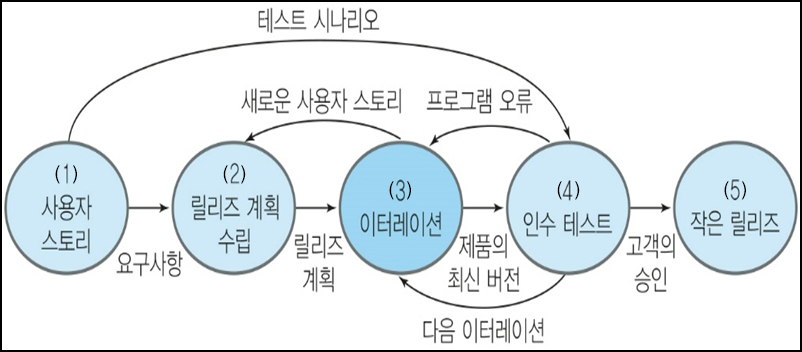 테스트 시나리오
새로운 사용자 스토리
프로그램 오류
(1)
사용자
스토리
(2)
릴리즈 계획
수립
(3)
이터레이션
(4)
인수 테스트
(5)
작은 릴리즈
요구사항
릴리즈
계획
제품의
최신 버전
고객의
승인
다음 이터레이션